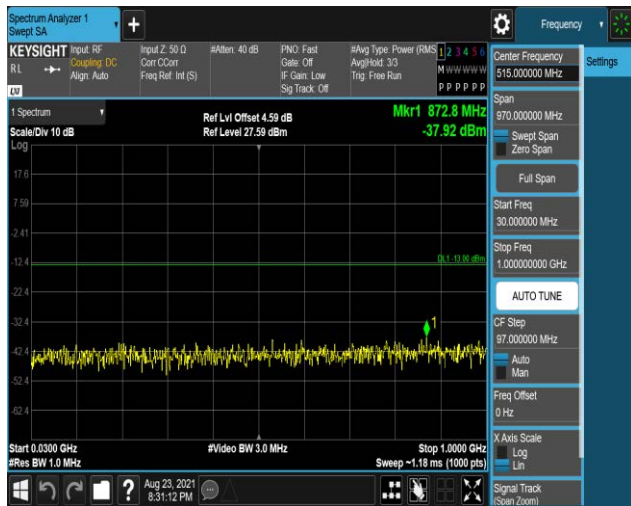 Spectrum Analyzer 1
Swept SA
+
Frequency
KEYSIGHT
RL
LXI
Input: RF
Coupling: DC
Align: Auto
Input Z: 50 Ω
Corr CCorr
Freq Ref: Int (S)
#Atten: 40 dB
PNO: Fast
Gate: Off
IF Gain: Low
Sig Track: Off
#Avg Type: Power (RMS
Avg|Hold: 3/3
Trig: Free Run
1 2 3 4 5 6
M W W W W W
P P P P P P
1 Spectrum
Scale/Div 10 dB
Log
Ref Lvl Offset 4.59 dB
Ref Level 27.59 dBm
Mkr1 872.8 MHz
-37.92 dBm
17.6
7.59
-2.41
-12.4
-22.4
-32.4
-42.4
-52.4
-62.4
DL1 -13.00 dBm
1
Start 0.0300 GHz
#Res BW 1.0 MHz
#Video BW 3.0 MHz
Stop 1.0000 GHz
Sweep ~1.18 ms (1000 pts)
?
Aug 23, 2021
8:31:12 PM
Center Frequency
515.000000 MHz
Settings
Span
970.000000 MHz
Swept Span
Zero Span
Full Span
Start Freq
30.000000 MHz
Stop Freq
1.000000000 GHz
AUTO TUNE
CF Step
97.000000 MHz
Auto
Man
Freq Offset
0 Hz
X Axis Scale
Log
Lin
Signal Track
(Span Zoom)